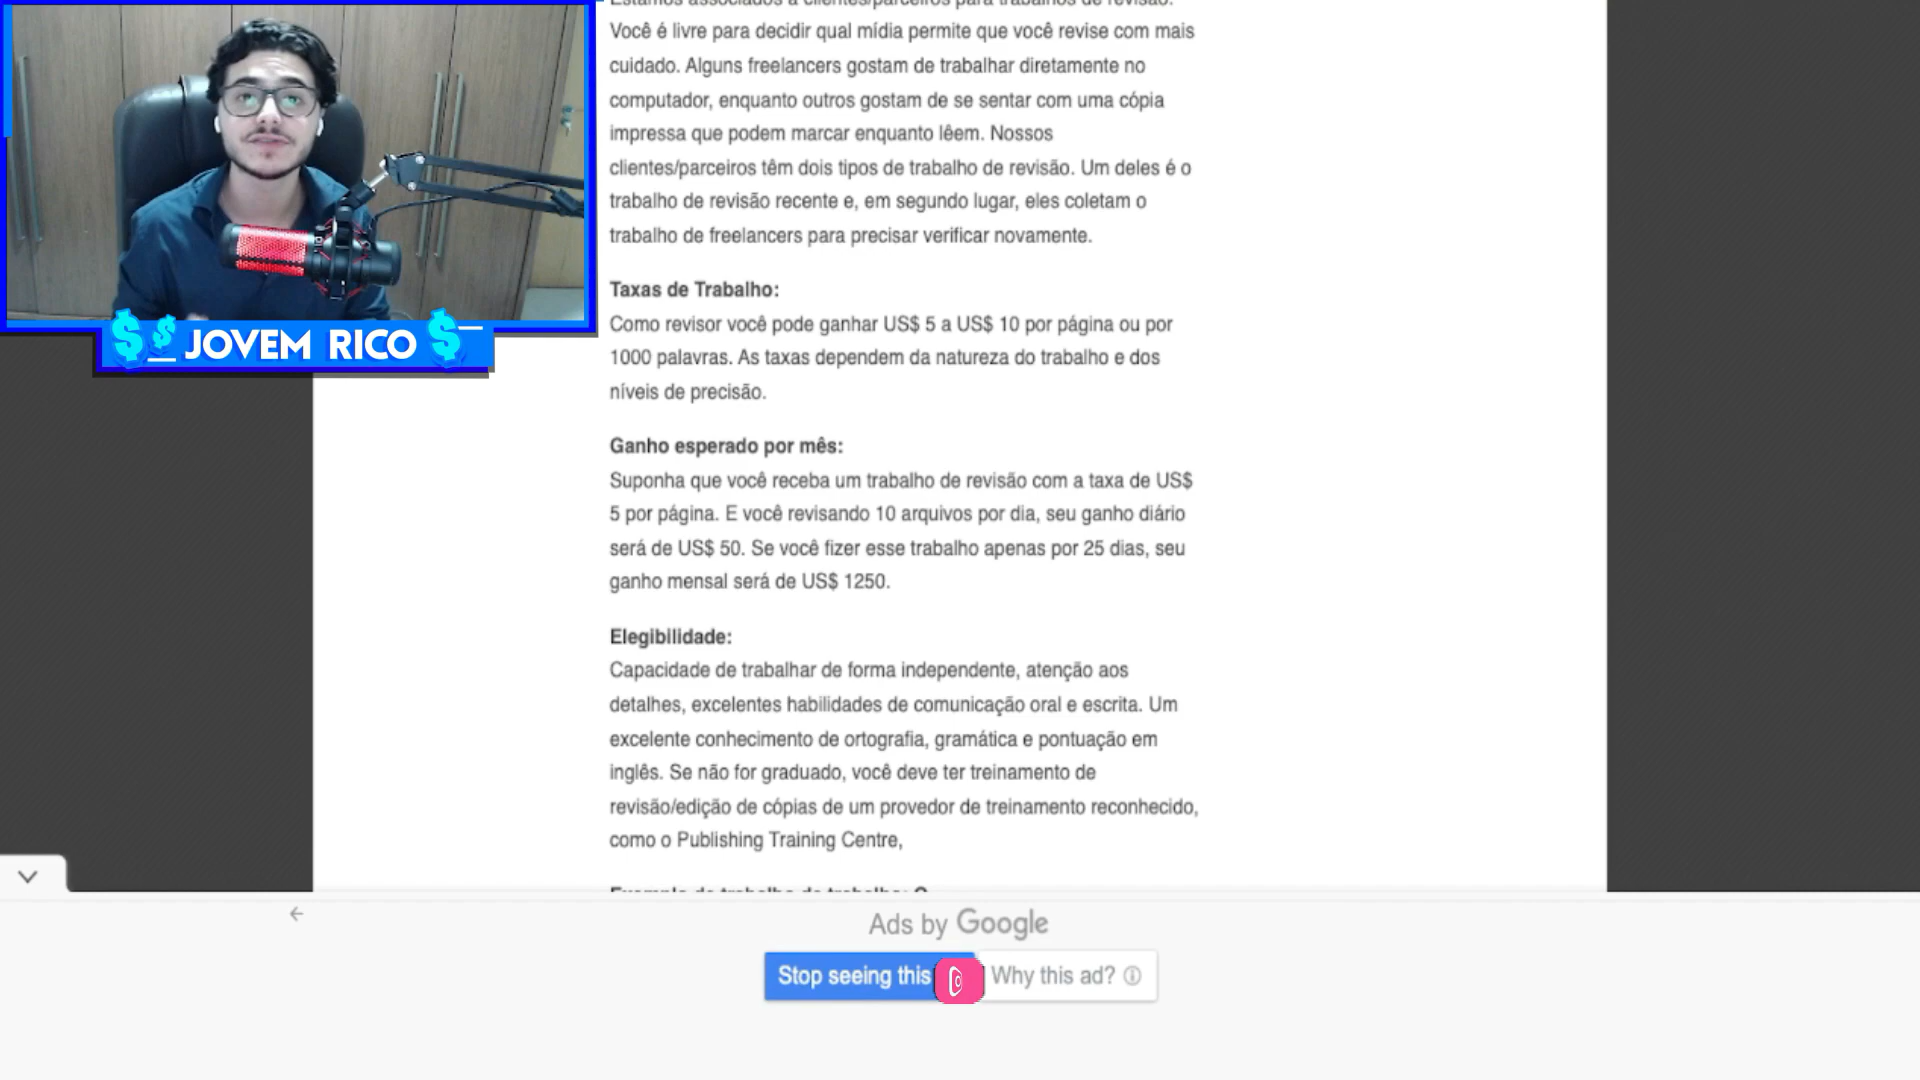 Estamos associados a clientes/parceiros para trabalhos de revisão.
Você é livre para decidir qual mídia permite que você revise com mais
cuidado. Alguns freelancers gostam de trabalhar diretamente no
computador, enquanto outros gostam de se sentar com uma cópia
impressa que podem marcar enquanto lêem. Nossos
clientes/parceiros têm dois tipos de trabalho de revisão. Um deles é o
trabalho de revisão recente e, em segundo lugar, eles coletam o
trabalho de freelancers para precisar verificar novamente.
Taxas de Trabalho:
Como revisor você pode ganhar US$ 5 a US$ 10 por página ou por
1000 palavras. As taxas dependem da natureza do trabalho e dos
níveis de precisão.
Ganho esperado por mês:
Suponha que você receba um trabalho de revisão com a taxa de US$
5 por página. E você revisando 10 arquivos por dia, seu ganho diário
será de US$ 50. Se você fizer esse trabalho apenas por 25 dias, seu
ganho mensal será de US$ 1250.
Elegibilidade:
Capacidade de trabalhar de forma independente, atenção aos
detalhes, excelentes habilidades de comunicação oral e escrita. Um
excelente conhecimento de ortografia, gramática e pontuação em
inglês. Se não for graduado, você deve ter treinamento de
revisão/edição de cópias de um provedor de treinamento reconhecido,
como o Publishing Training Centre,
$ $ JOVEM RICO $
Ads by Google
Stop seeing this
Why this ad?